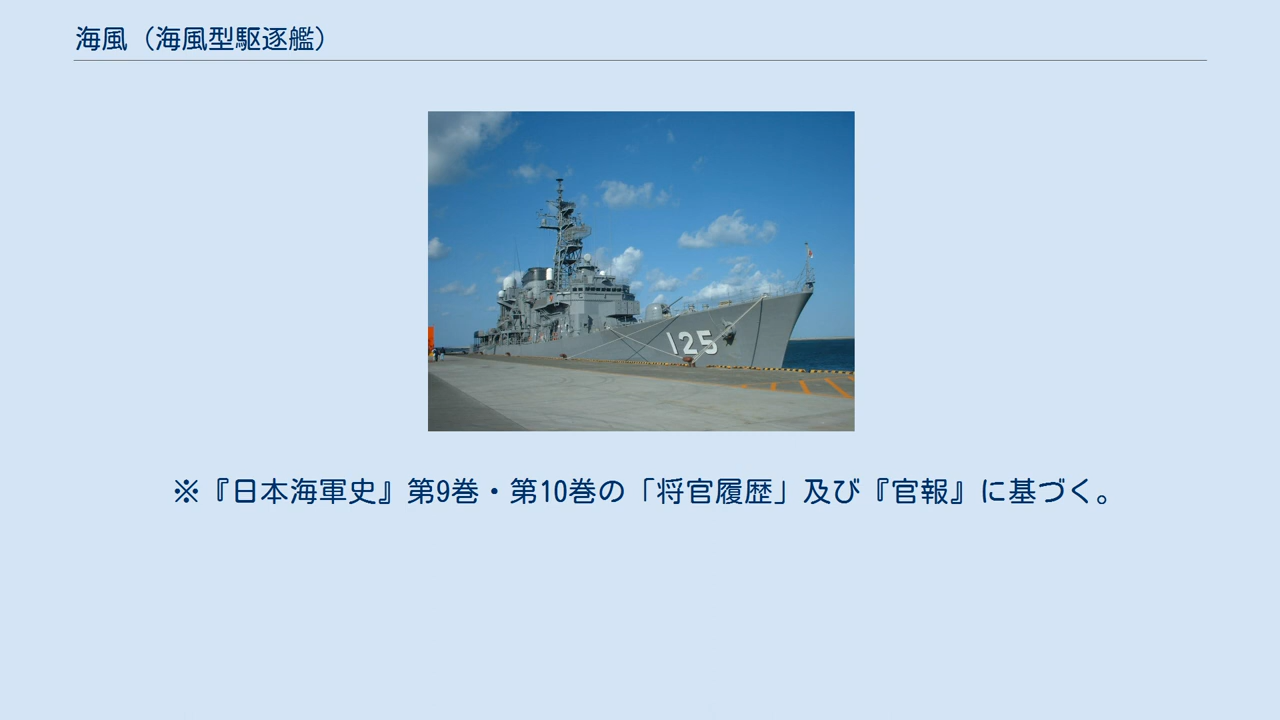 海風（海風型駆逐艦）
125
※『日本海軍史』第9巻・第10巻の「将官履歴」及び『官報』に基づく。